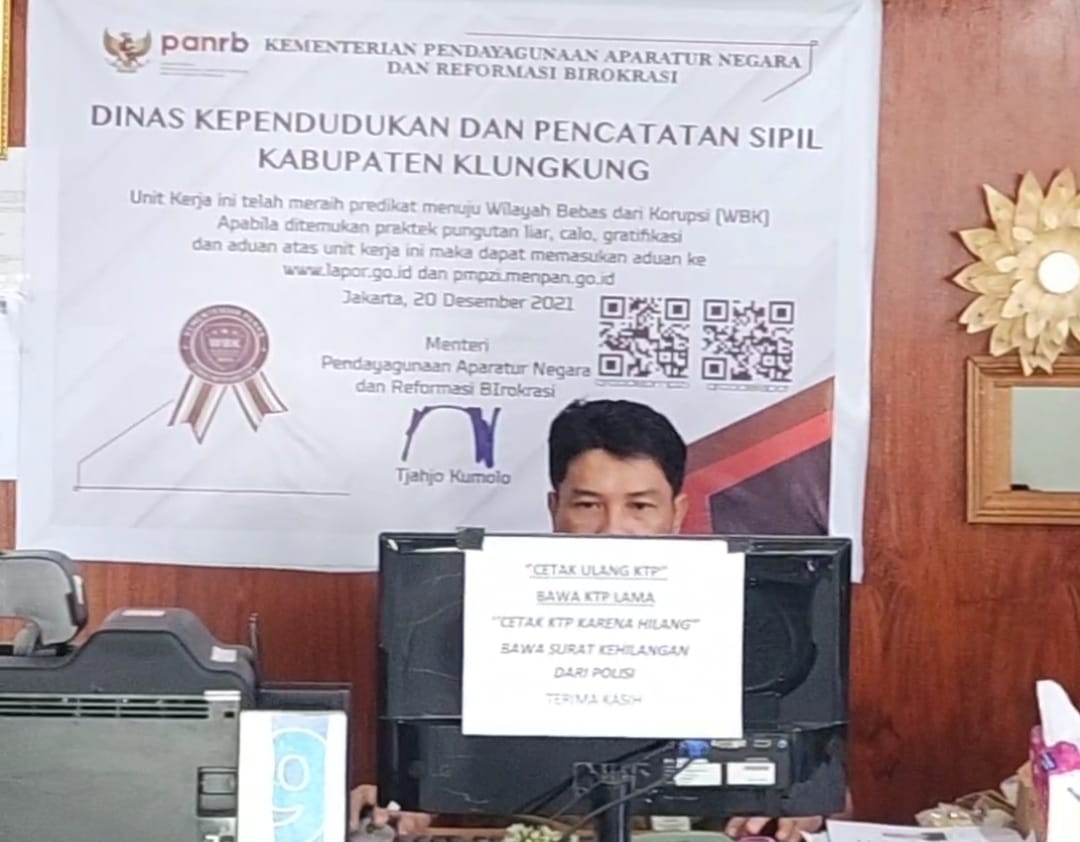 panrb
KEMENTERIAN PENDAYAGUNAAN APARATUR NEGARA
DAN REFORMASI BIROKRASI
DINAS KEPENDUDUKAN DAN PENCATATAN SIPIL
KABUPATEN KLUNGKUNG
Unit Kerja ini telah meraih predikat menuju Wilayah Bebas dari Korupsi (WBK)
Apabila ditemukan praktek pungutan liar, calo, gratifikasi
dan aduan atas unit kerja ini maka dapat memasukan aduan ke
www.lapor.go.id dan pmpzi.menpan.go.id
Jakarta, 20 Desember 2021
WBK
Menteri
Pendayagunaan Aparatur Negara
dan Reformasi BIrokrasi
Tjahjo Kumolo
"CETAK ULANG KTP"
BAWA KTP LAMA
"CETAK KTP KARENA HILANG"
BAWA SURAT KEHILANGAN
DARI POLISI
TERIMA KASIH